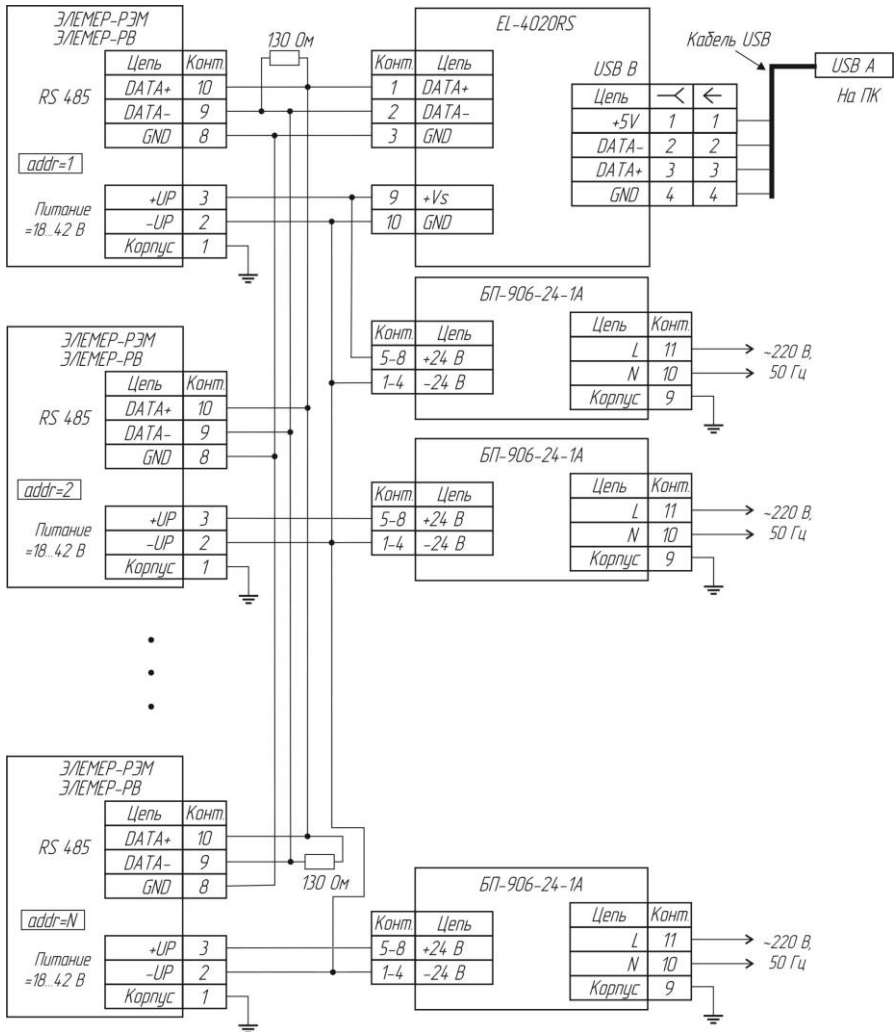 ЭЛЕМЕР-РЭМ
ЭЛЕМЕР-РВ
Цепь Конт.
RS 485
DATA+ 10
DATA- 9
GND 8
addr=1
Питание
=18...42 В
+UP 3
-UP 2
Корпус 1
130 Ом
EL-4020RS
Конт. Цепь
1 DATA+
2 DATA-
3 GND
9 +Vs
10 GND
USB B
Цепь
+5V 1 1
DATA- 2 2
DATA+ 3 3
GND 4 4
Кабель USB
USB A
На ПК
БП-906-24-1А
Конт. Цепь
5-8 +24 В
1-4 -24 В
Цепь Конт.
L 11
N 10
Корпус 9
~220 В,
50 Гц
ЭЛЕМЕР-РЭМ
ЭЛЕМЕР-РВ
Цепь Конт.
RS 485
DATA+ 10
DATA- 9
GND 8
addr=2
Питание
=18...42 В
+UP 3
-UP 2
Корпус 1
БП-906-24-1А
Конт. Цепь
5-8 +24 В
1-4 -24 В
Цепь Конт.
L 11
N 10
Корпус 9
~220 В,
50 Гц
ЭЛЕМЕР-РЭМ
ЭЛЕМЕР-РВ
Цепь Конт.
RS 485
DATA+ 10
DATA- 9
GND 8
addr=N
Питание
=18...42 В
+UP 3
-UP 2
Корпус 1
130 Ом
БП-906-24-1А
Конт. Цепь
5-8 +24 В
1-4 -24 В
Цепь Конт.
L 11
N 10
Корпус 9
~220 В,
50 Гц